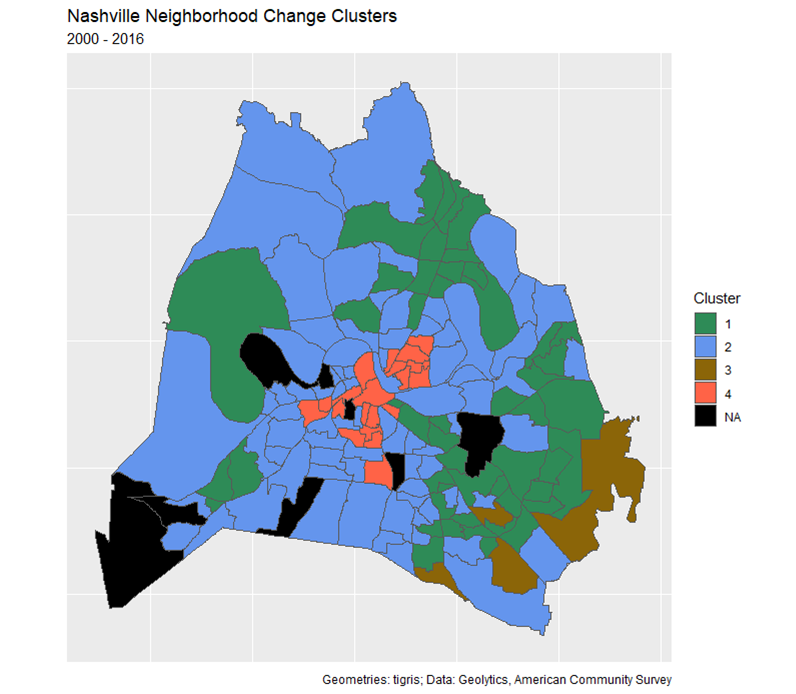 Nashville Neighborhood Change Clusters
2000 - 2016
Cluster
1
2
3
4
NA
Geometries: tigris; Data: Geolytics, American Community Survey